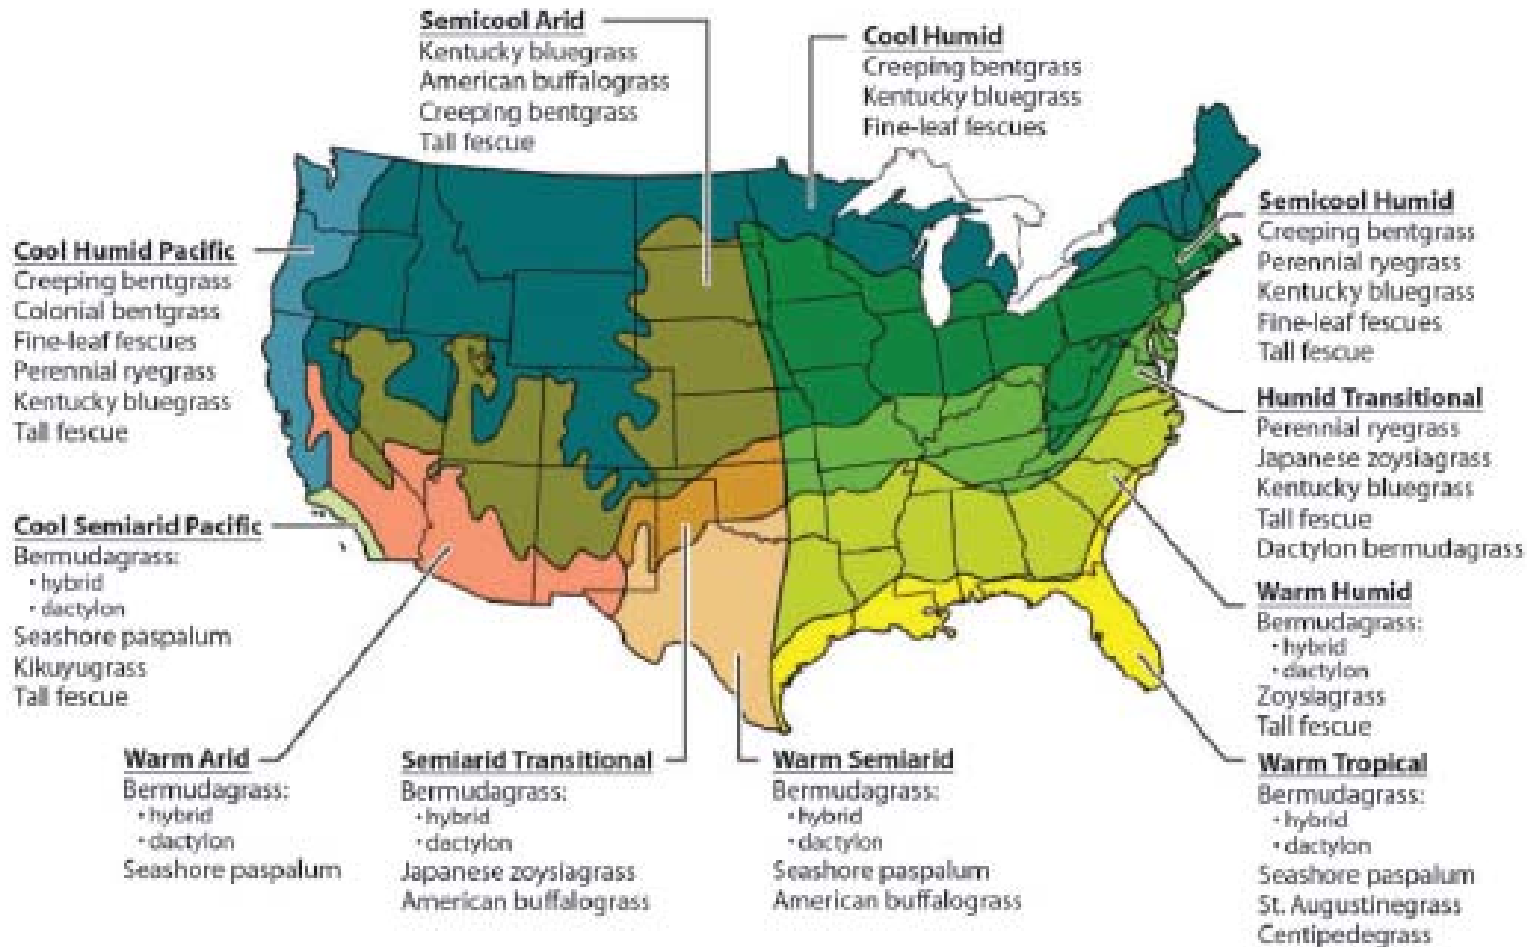 Semicool Arid
Kentucky bluegrass
American buffalograss
Creeping bentgrass
Tall fescue
Cool Humid
Creeping bentgrass
Kentucky bluegrass
Fine-leaf fescues
Semicool Humid
Creeping bentgrass
Perennial ryegrass
Kentucky bluegrass
Fine-leaf fescues
Tall fescue
Cool Humid Pacific
Creeping bentgrass
Colonial bentgrass
Fine-leaf fescues
Perennial ryegrass
Kentucky bluegrass
Tall fescue
Humid Transitional
Perennial ryegrass
Japanese zoysiagrass
Kentucky bluegrass
Tall fescue
Dactylon bermudagrass
Cool Semiarid Pacific
Bermudagrass:
• hybrid
• dactylon
Seashore paspalum
Kikuyugrass
Tall fescue
Warm Humid
Bermudagrass:
• hybrid
• dactylon
Zoysiagrass
Tall fescue
Warm Arid
Bermudagrass:
• hybrid
• dactylon
Seashore paspalum
Semiarid Transitional
Bermudagrass:
• hybrid
• dactylon
Japanese zoysiagrass
American buffalograss
Warm Semiarid
Bermudagrass:
• hybrid
• dactylon
Seashore paspalum
American buffalograss
Warm Tropical
Bermudagrass:
• hybrid
• dactylon
Seashore paspalum
St. Augustinegrass
Centipedegrass